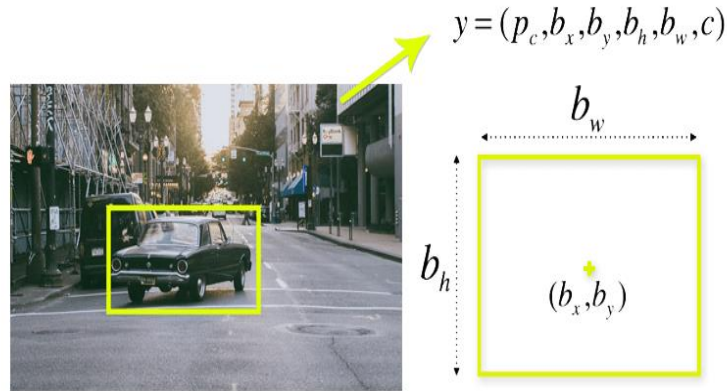 y = (p_c, b_x, b_y, b_h, b_w, c)
b_w
b_h
(b_x, b_y)